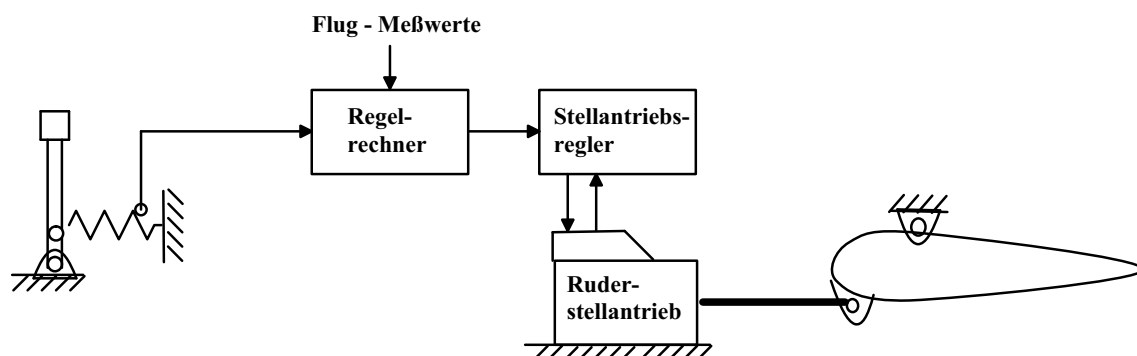 Flug - Meßwerte
Regel-
rechner
Stellantriebs-
regler
Ruder-
stellantrieb